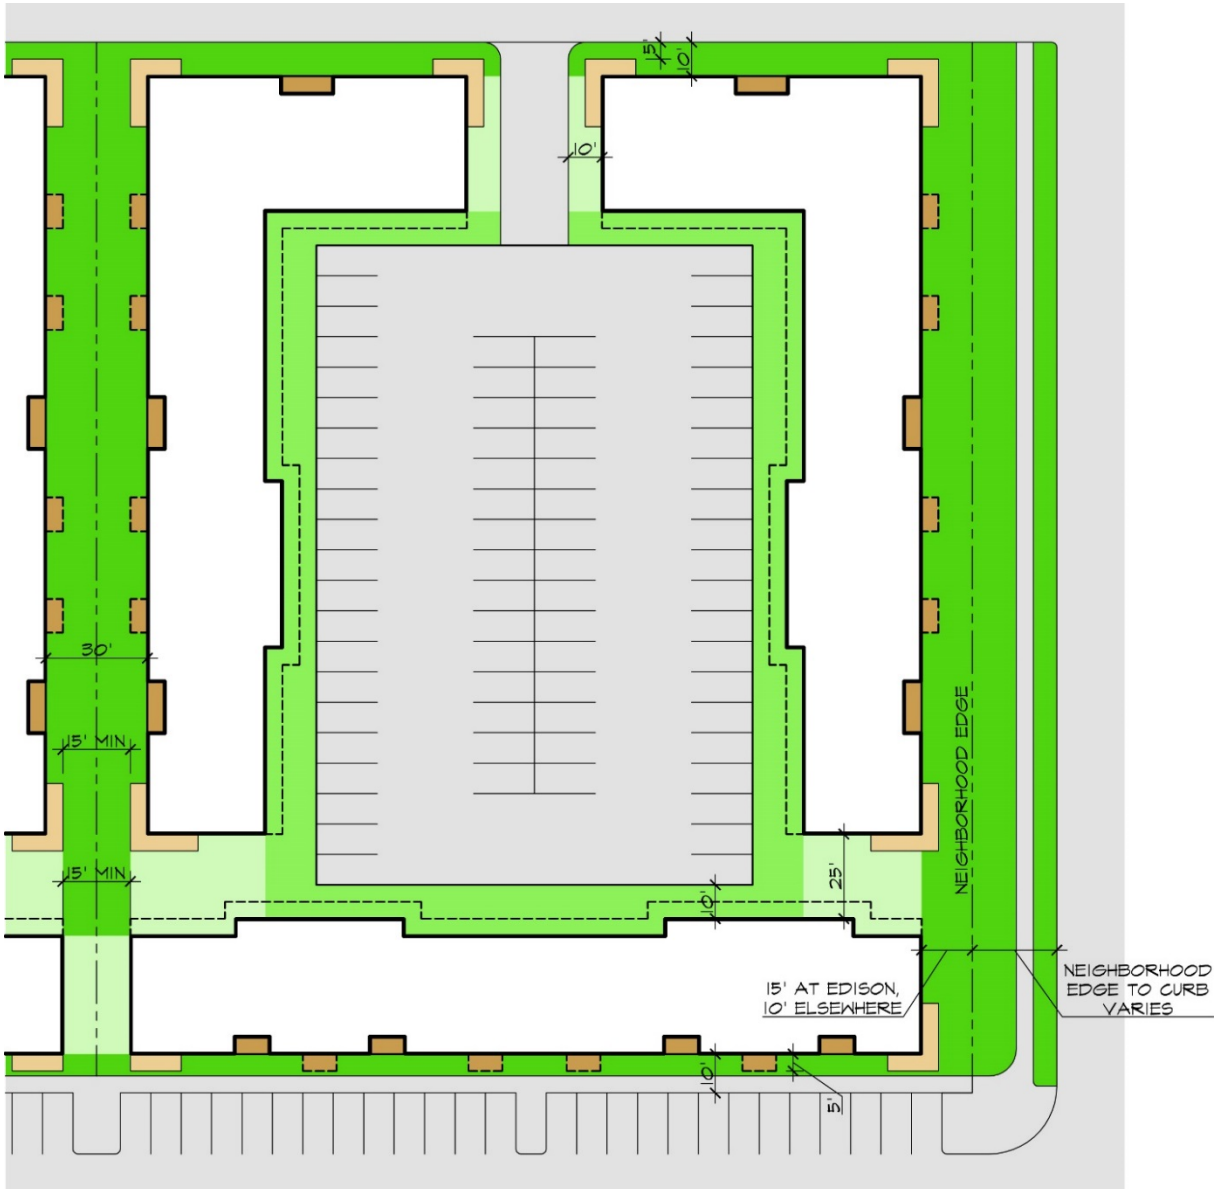 5'
10'
10'
30'
15' MIN
15' MIN
25'
10'
NEIGHBORHOOD EDGE
15' AT EDISON,
10' ELSEWHERE
NEIGHBORHOOD
EDGE TO CURB
VARIES
10'
5'